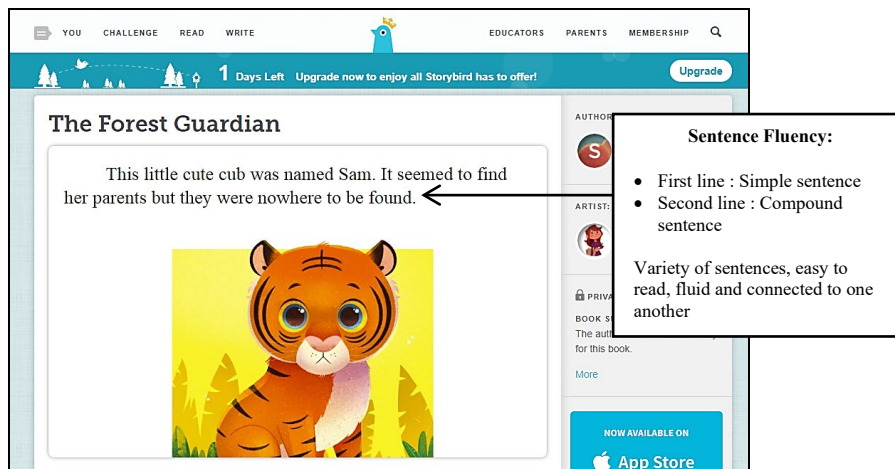 YOU CHALLENGE READ WRITE EDUCATORS PARENTS MEMBERSHIP
1 Days Left Upgrade now to enjoy all Storybird has to offer! Upgrade
The Forest Guardian
This little cute cub was named Sam. It seemed to find
her parents but they were nowhere to be found.
S
ARTIST:
BOOK
The
for this book.
More
NOW AVAILABLE ON
App Store
Sentence Fluency:
• First line : Simple sentence
• Second line : Compound
sentence
Variety of sentences, easy to
read, fluid and connected to one
another